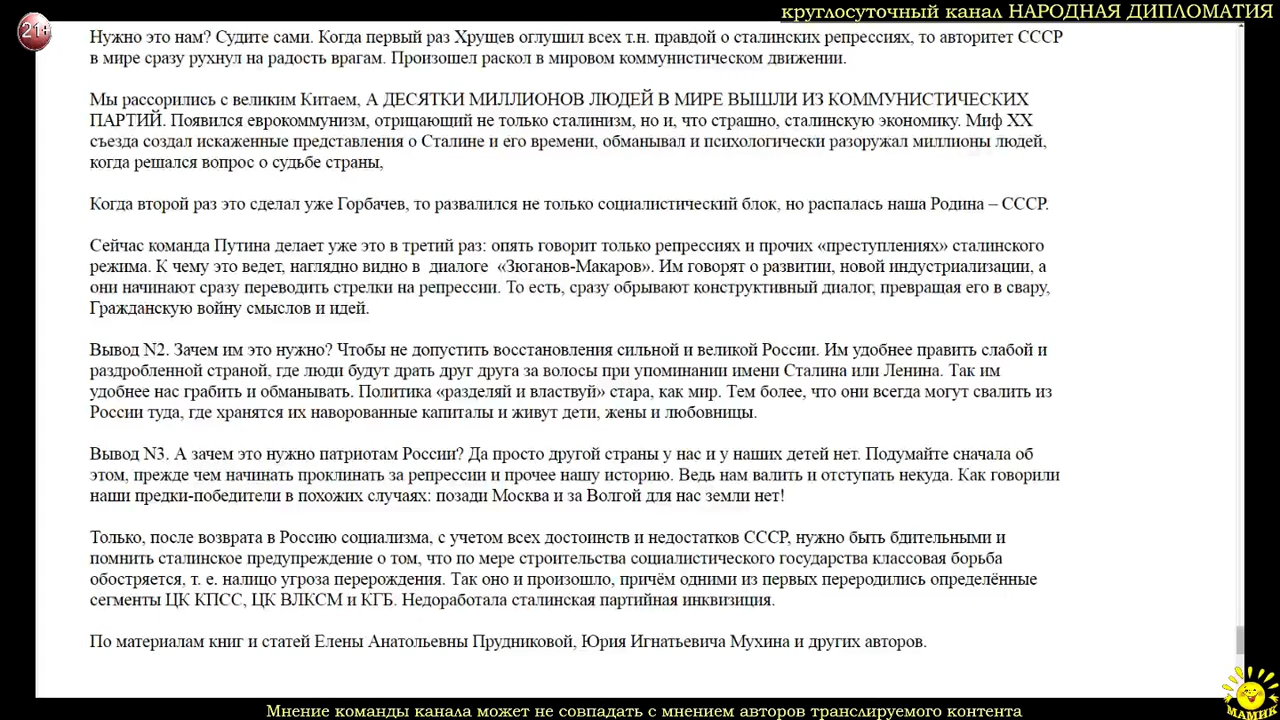 круглосуточный канал НАРОДНАЯ ДИПЛОМАТИЯ
21+
Нужно это нам? Судите сами. Когда первый раз Хрущев оглушил всех т.н. правдой о сталинских репрессиях, то авторитет СССР
в мире сразу рухнул на радость врагам. Произошел раскол в мировом коммунистическом движении.
Мы рассорились с великим Китаем, А ДЕСЯТКИ МИЛЛИОНОВ ЛЮДЕЙ В МИРЕ ВЫШЛИ ИЗ КОММУНИСТИЧЕСКИХ
ПАРТИЙ. Появился еврокоммунизм, отрицающий не только сталинизм, но и, что страшно, сталинскую экономику. Миф XX
съезда создал искаженные представления о Сталине и его времени, обманывал и психологически разоружал миллионы людей,
когда решался вопрос о судьбе страны,
Когда второй раз это сделал уже Горбачев, то развалился не только социалистический блок, но распалась наша Родина – СССР.
Сейчас команда Путина делает уже это в третий раз: опять говорит только репрессиях и прочих «преступлениях» сталинского
режима. К чему это ведет, наглядно видно в диалоге «Зюганов-Макаров». Им говорят о развитии, новой индустриализации, а
они начинают сразу переводить стрелки на репрессии. То есть, сразу обрывают конструктивный диалог, превращая его в свару,
Гражданскую войну смыслов и идей.
Вывод N2. Зачем им это нужно? Чтобы не допустить восстановления сильной и великой России. Им удобнее править слабой и
раздробленной страной, где люди будут драть друг друга за волосы при упоминании имени Сталина или Ленина. Так им
удобнее нас грабить и обманывать. Политика «разделяй и властвуй» стара, как мир. Тем более, что они всегда могут свалить из
России туда, где хранятся их наворованные капиталы и живут дети, жены и любовницы.
Вывод N3. А зачем это нужно патриотам России? Да просто другой страны у нас и у наших детей нет. Подумайте сначала об
этом, прежде чем начинать проклинать за репрессии и прочее нашу историю. Ведь нам валить и отступать некуда. Как говорили
наши предки-победители в похожих случаях: позади Москва и за Волгой для нас земли нет!
Только, после возврата в Россию социализма, с учетом всех достоинств и недостатков СССР, нужно быть бдительными и
помнить сталинское предупреждение о том, что по мере строительства социалистического государства классовая борьба
обостряется, т. е. налицо угроза перерождения. Так оно и произошло, причём одними из первых переродились определённые
сегменты ЦК КПСС, ЦК ВЛКСМ и КГБ. Недоработала сталинская партийная инквизиция.
По материалам книг и статей Елены Анатольевны Прудниковой, Юрия Игнатьевича Мухина и других авторов.
МАМИК
Мнение команды канала может не совпадать с мнением авторов транслируемого контента